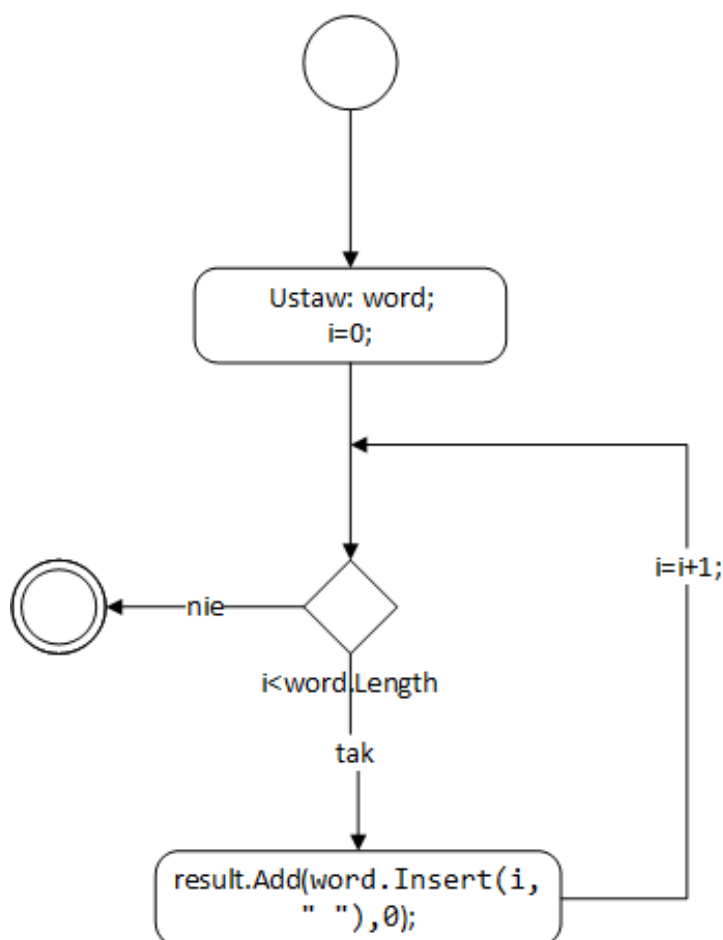 Ustaw: word;
i=0;
i=i+1;
nie
i<word.Length
tak
result.Add(word.Insert(i,
" "),0);